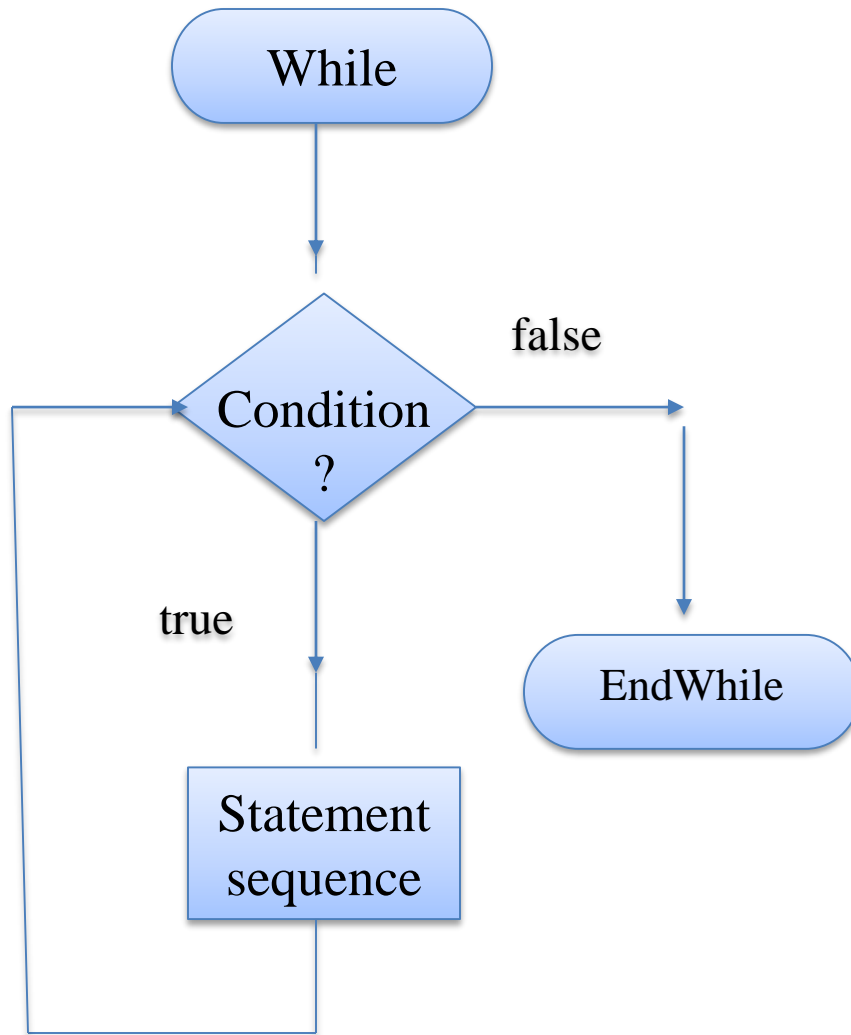 While
false
Condition
?
true
EndWhile
Statement
sequence